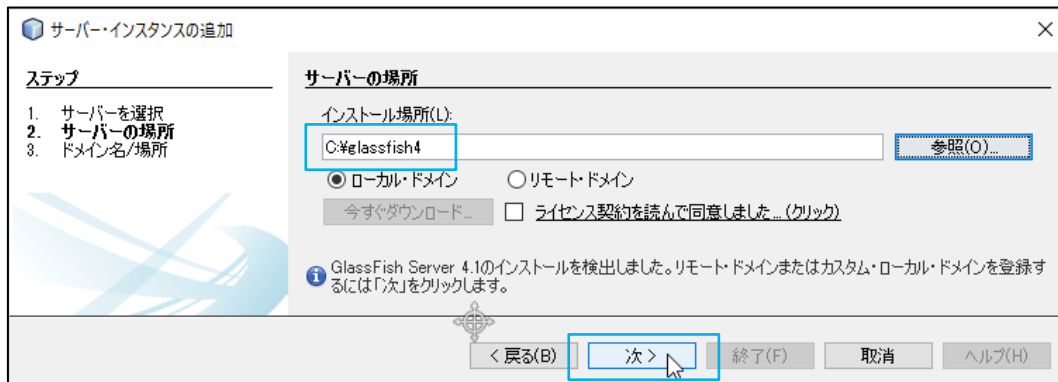 サーバー・インスタンスの追加
ステップ
1. サーバーを選択
2. サーバーの場所
3. ドメイン名/場所
サーバーの場所
インストール場所(L):
C:¥glassfish4
参照(O)...
ローカル・ドメイン リモート・ドメイン
今すぐダウンロード... ライセンス契約を読んで同意しました...(クリック)
GlassFish Server 4.1のインストールを検出しました。リモート・ドメインまたはカスタム・ローカル・ドメインを登録す
るには「次」をクリックします。
< 戻る(B) 次 > 終了(F) 取消 ヘルプ(H)